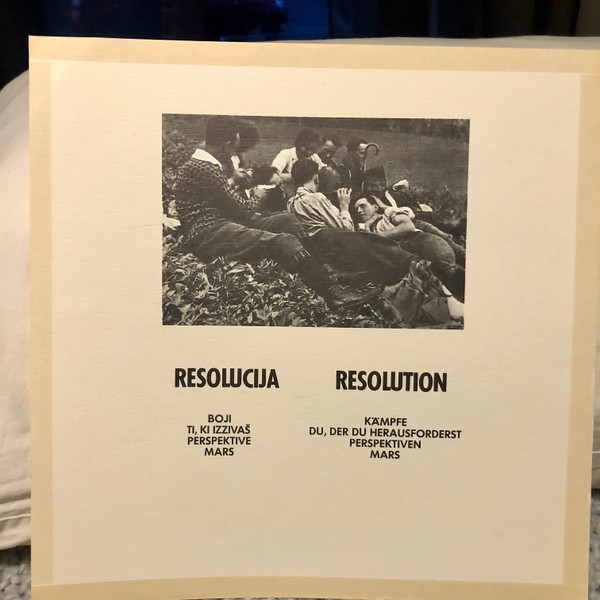 RESOLUCIJA
BOJI
TI, KI IZZIVAŠ
PERSPEKTIVE
MARS
RESOLUTION
KÄMPFE
DU, DER DU HERAUSFORDERST
PERSPEKTIVEN
MARS